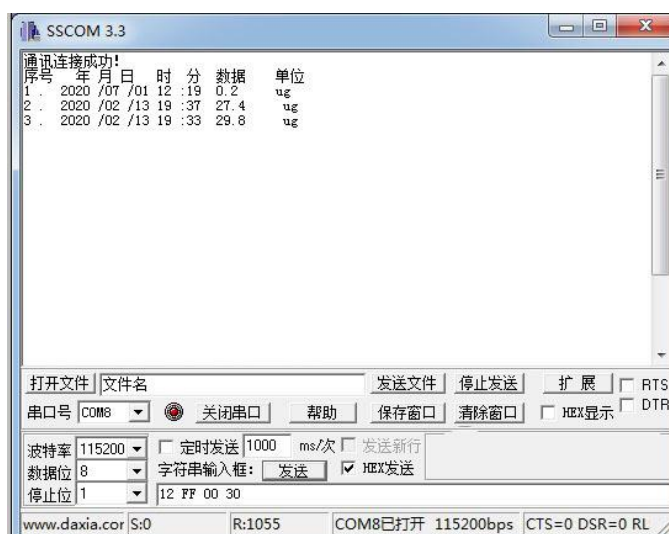 SSCOM 3.3
通讯连接成功!
序号 年 月 日 时 分 数据 单位
1 . 2020 /07 /01 12 :19 0.2 ug
2 . 2020 /02 /13 19 :37 27.4 ug
3 . 2020 /02 /13 19 :33 29.8 ug
打开文件 文件名 发送文件 停止发送 扩 展 RTS
串口号 COM8 关闭串口 帮助 保存窗口 清除窗口 HEX显示 DTR
波特率 115200 定时发送 1000 ms/次 发送新行
数据位 8 字符串输入框: 发送 HEX发送
停止位 1 12 FF 00 30
www.daxia.cor S:0 R:1055 COM8已打开 115200bps CTS=0 DSR=0 RL